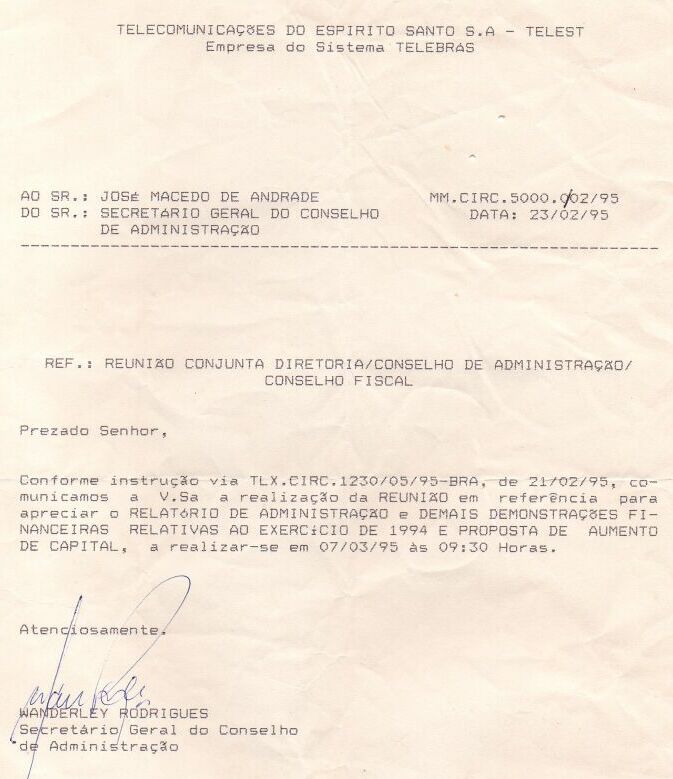 TELECOMUNICAÇÕES DO ESPIRITO SANTO S.A - TELEST
Empresa do Sistema TELEBRÁS
AO SR.: JOSÉ MACEDO DE ANDRADE MM.CIRC.5000.002/95
DO SR.: SECRETÁRIO GERAL DO CONSELHO DATA: 23/02/95
DE ADMINISTRAÇÃO
REF.: REUNIÃO CONJUNTA DIRETORIA/CONSELHO DE ADMINISTRAÇÃO/
CONSELHO FISCAL
Prezado Senhor,
Conforme instrução via TLX.CIRC.1230/05/95-BRA, de 21/02/95, co-
municamos a V.Sa a realização da REUNIÃO em referência para
apreciar o RELATÓRIO DE ADMINISTRAÇÃO e DEMAIS DEMONSTRAÇÕES FI-
NANCEIRAS RELATIVAS AO EXERCÍCIO DE 1994 E PROPOSTA DE AUMENTO
DE CAPITAL, a realizar-se em 07/03/95 às 09:30 Horas.
Atenciosamente.
WANDERLEY RODRIGUES
Secretário Geral do Conselho
de Administração